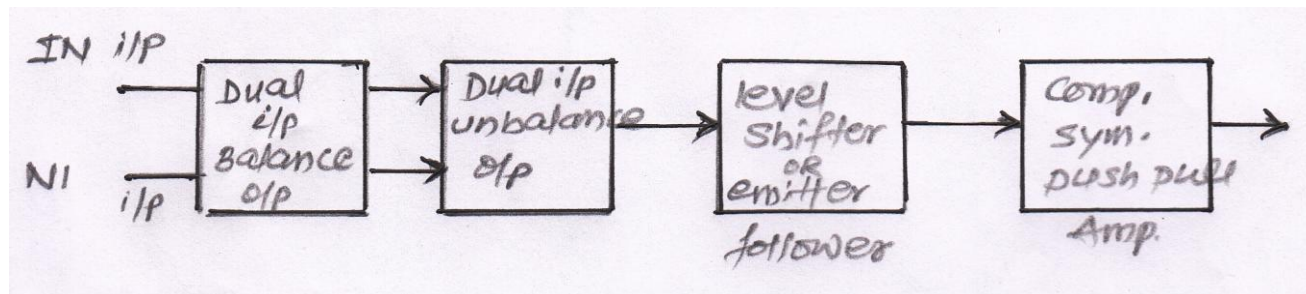 IN i/p
NI i/p
Dual
i/p
Balance
o/p
Dual i/p
unbalance
o/p
level
Shifter
OR
emitter
follower
Comp.
sym.
push pull
Amp.